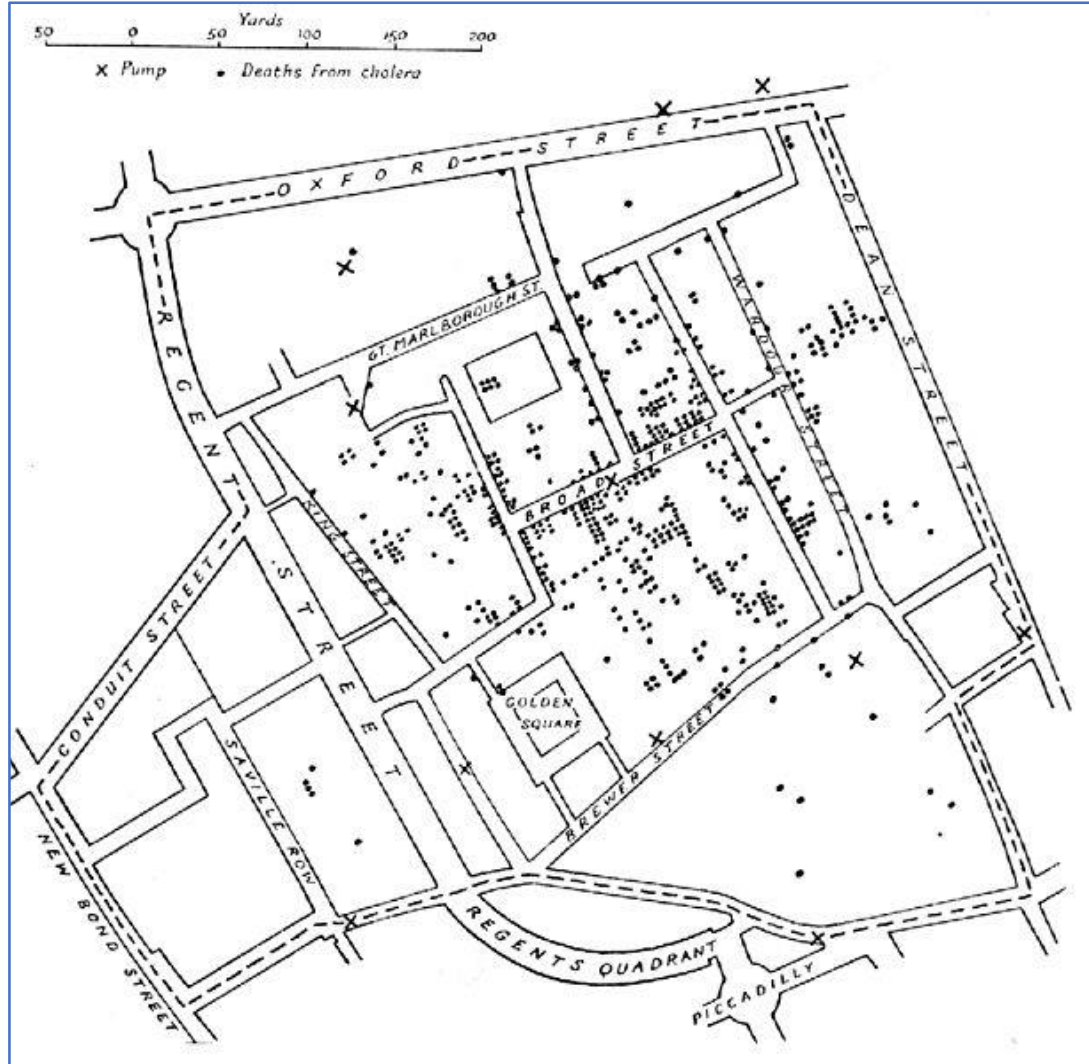 Yards
50 0 50 100 150 200
x Pump • Deaths from cholera
OXFORD STREET
DEAN STREET
REGENT STREET
GT. MARLBOROUGH ST.
WARDOUR STREET
BROAD STREET
KING STREET
CONDUIT STREET
GOLDEN
SQUARE
SAVILLE ROW
BREWER STREET
NEW BOND STREET
REGENTS QUADRANT
PICCADILLY